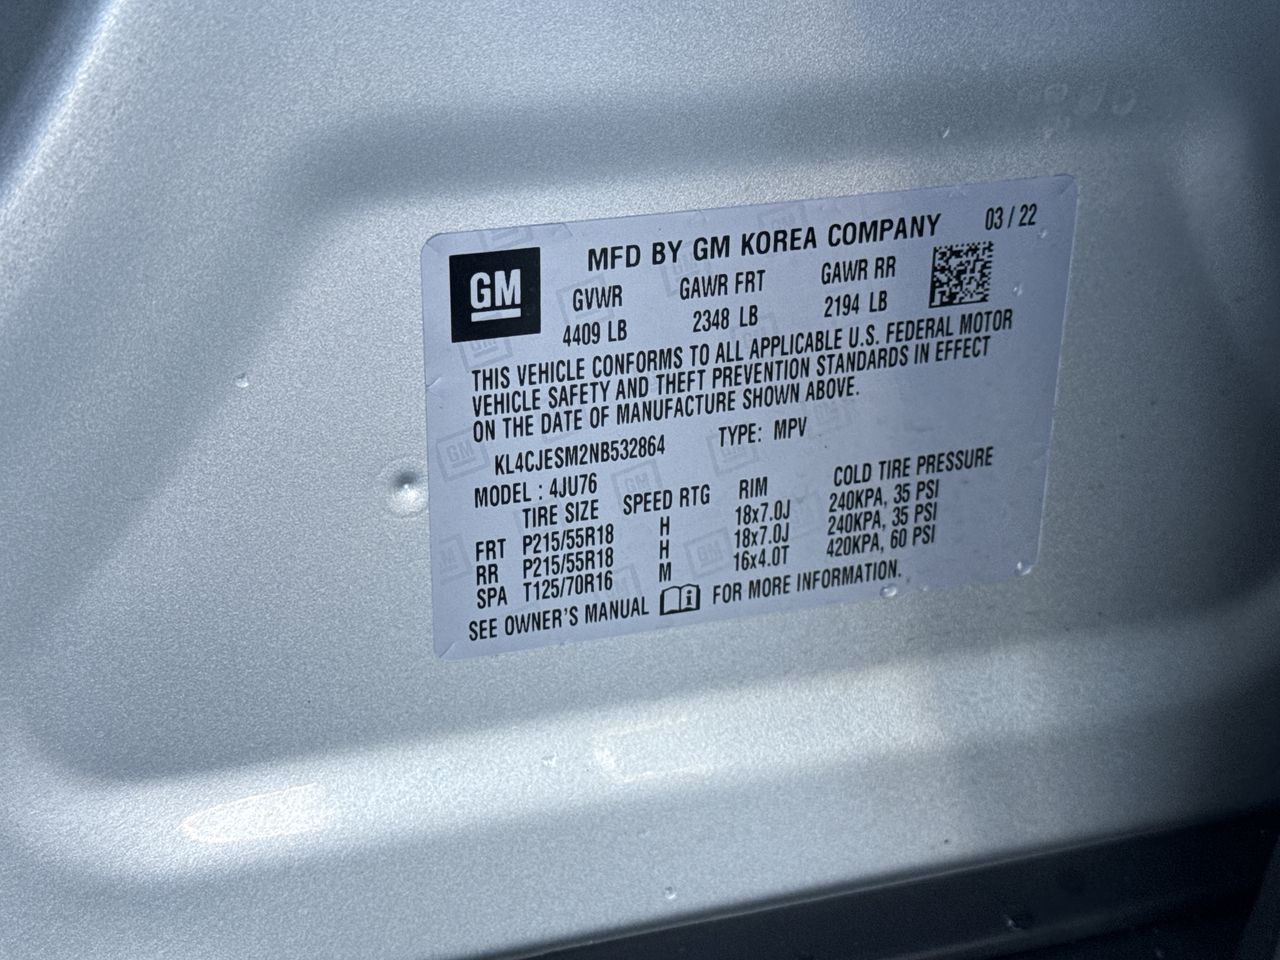 GM
MFD BY GM KOREA COMPANY 03 / 22
GVWR GAWR FRT GAWR RR
4409 LB 2348 LB 2194 LB
THIS VEHICLE CONFORMS TO ALL APPLICABLE U.S. FEDERAL MOTOR
VEHICLE SAFETY AND THEFT PREVENTION STANDARDS IN EFFECT
ON THE DATE OF MANUFACTURE SHOWN ABOVE.
KL4CJESM2NB532864 TYPE: MPV
MODEL : 4JU76
TIRE SIZE SPEED RTG RIM COLD TIRE PRESSURE
FRT P215/55R18 H 18x7.0J 240KPA, 35 PSI
RR P215/55R18 H 18x7.0J 240KPA, 35 PSI
SPA T125/70R16 M 16x4.0T 420KPA, 60 PSI
SEE OWNER'S MANUAL FOR MORE INFORMATION.